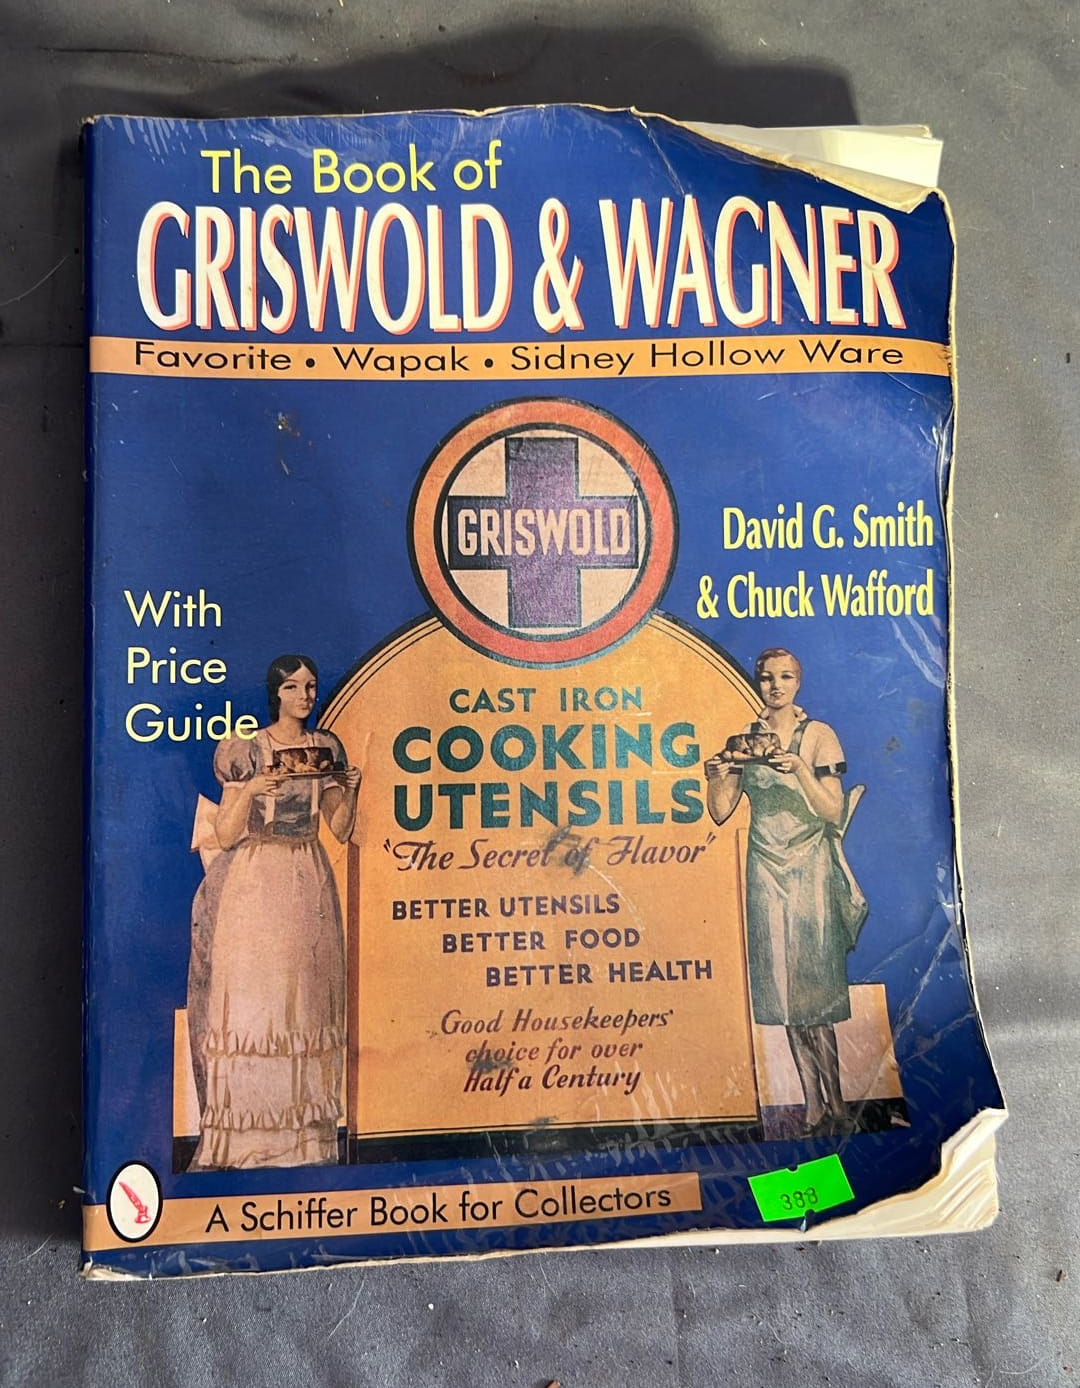 The Book of
GRISWOLD & WAGNER
Favorite • Wapak • Sidney Hollow Ware
GRISWOLD
David G. Smith
& Chuck Wafford
With
Price
Guide
CAST IRON
COOKING
UTENSILS
"The Secret of Flavor"
BETTER UTENSILS
BETTER FOOD
BETTER HEALTH
Good Housekeepers'
choice for over
Half a Century
A Schiffer Book for Collectors
388